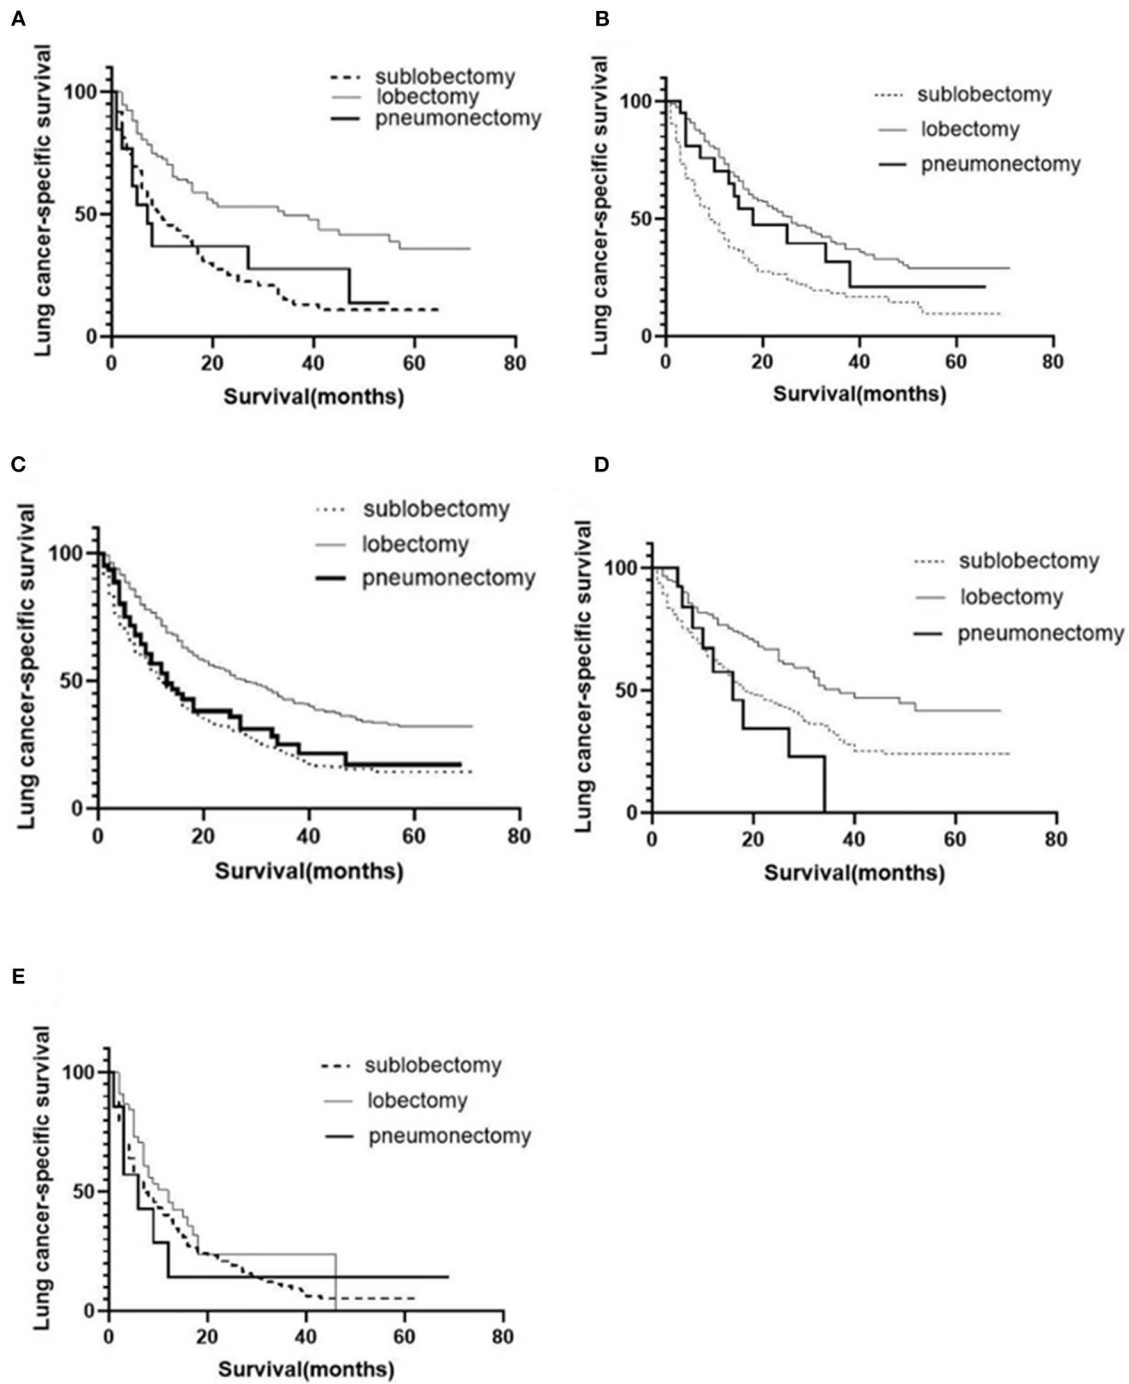 A
Lung cancer-specific survival
sublobectomy
lobectomy
pneumonectomy
100
50
0
0 20 40 60 80
Survival(months)
B
Lung cancer-specific survival
sublobectomy
lobectomy
pneumonectomy
100
50
0
0 20 40 60 80
Survival(months)
C
Lung cancer-specific survival
sublobectomy
lobectomy
pneumonectomy
100
50
0
0 20 40 60 80
Survival(months)
D
Lung cancer-specific survival
sublobectomy
lobectomy
pneumonectomy
100
50
0
0 20 40 60 80
Survival(months)
E
Lung cancer-specific survival
sublobectomy
lobectomy
pneumonectomy
100
50
0
0 20 40 60 80
Survival(months)